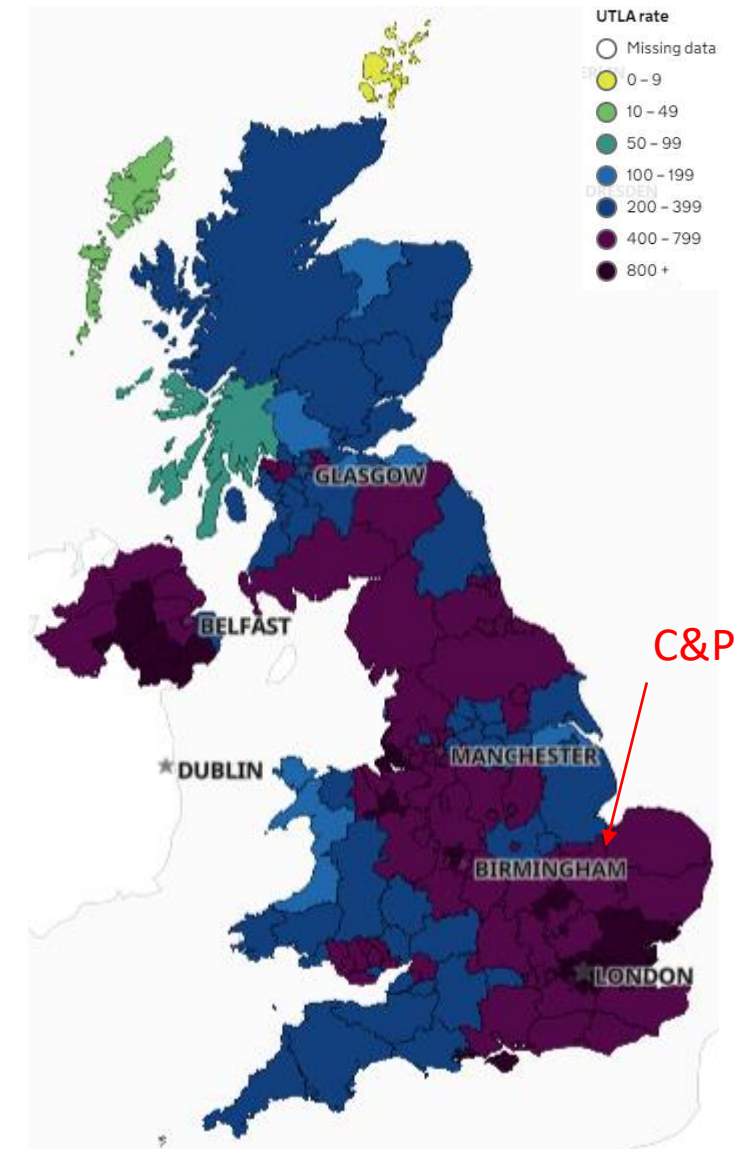 UTLA rate
Missing data
0 – 9
10 – 49
50 – 99
100 – 199
DRESDEN
200 – 399
400 – 799
800 +
GLASGOW
BELFAST
C&P
MANCHESTER
DUBLIN
BIRMINGHAM
LONDON